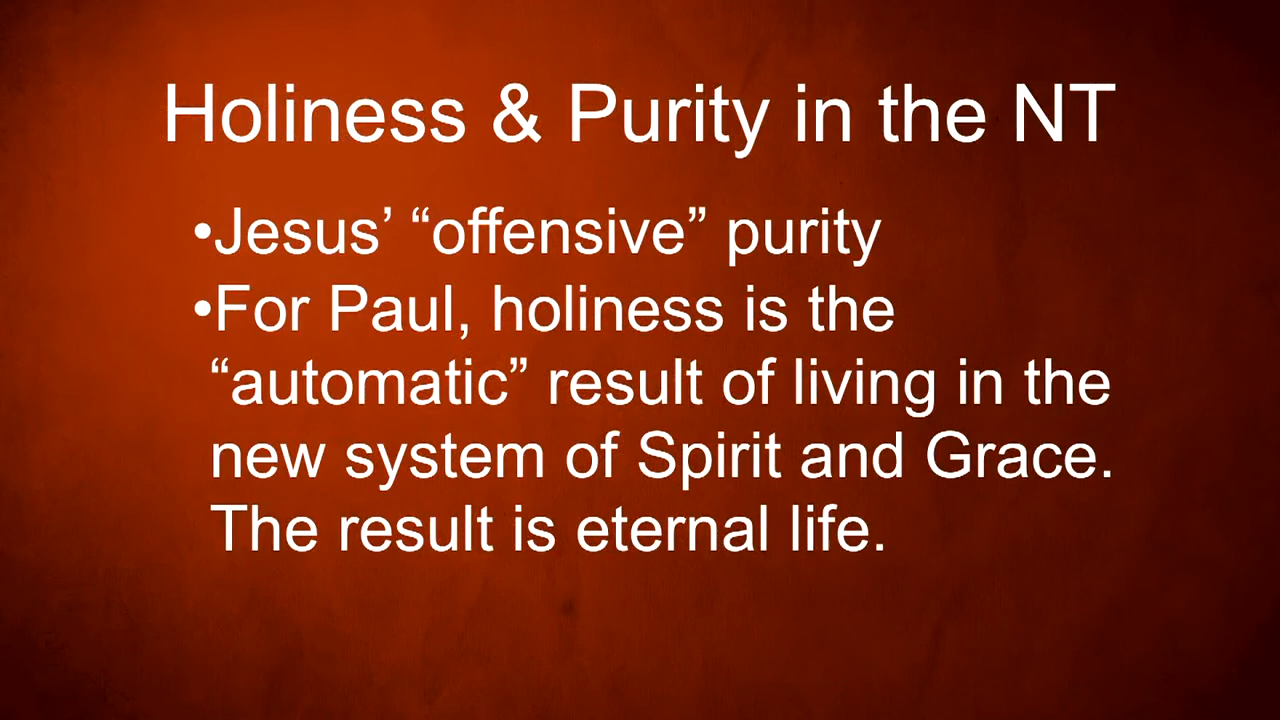 Holiness & Purity in the NT
•Jesus’ “offensive” purity
•For Paul, holiness is the
“automatic” result of living in the
new system of Spirit and Grace.
The result is eternal life.